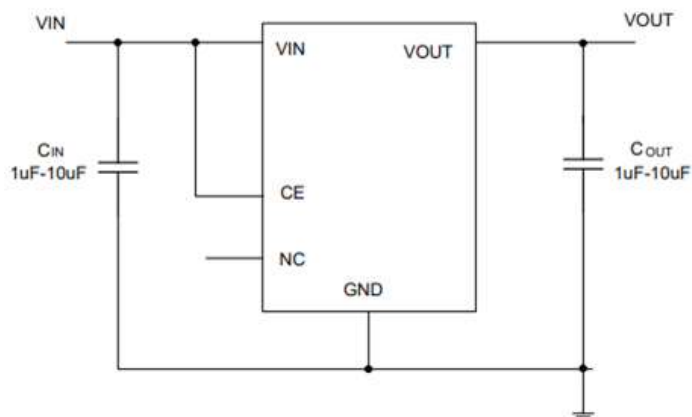 VIN
VOUT
VIN
VOUT
CIN
1uF-10uF
COUT
1uF-10uF
CE
NC
GND